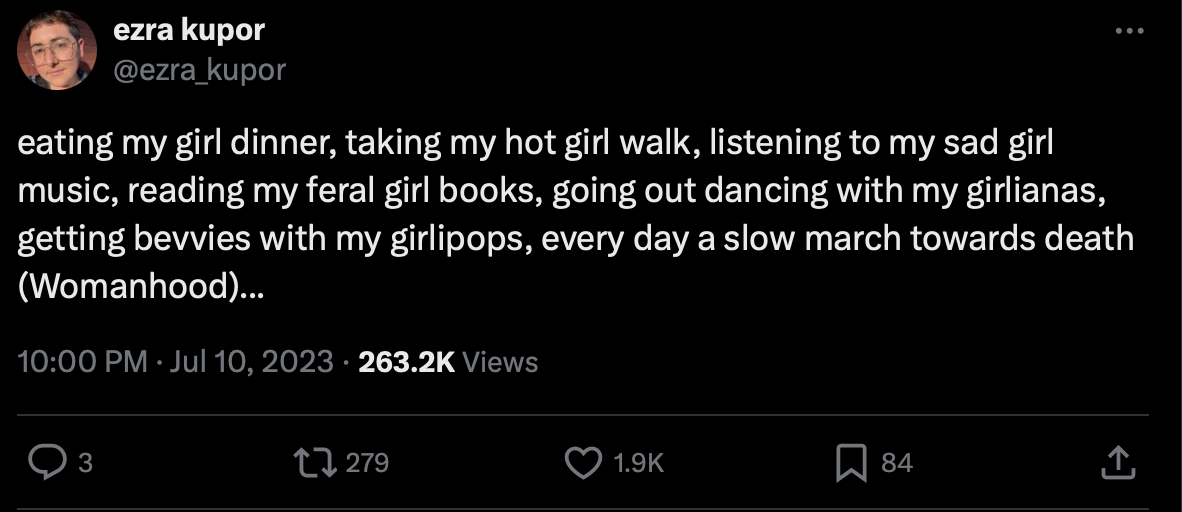 ezra kupor
@ezra_kupor
eating my girl dinner, taking my hot girl walk, listening to my sad girl
music, reading my feral girl books, going out dancing with my girlianas,
getting bevvies with my girlipops, every day a slow march towards death
(Womanhood)...
10:00 PM · Jul 10, 2023 · 263.2K Views
3 279 1.9K 84